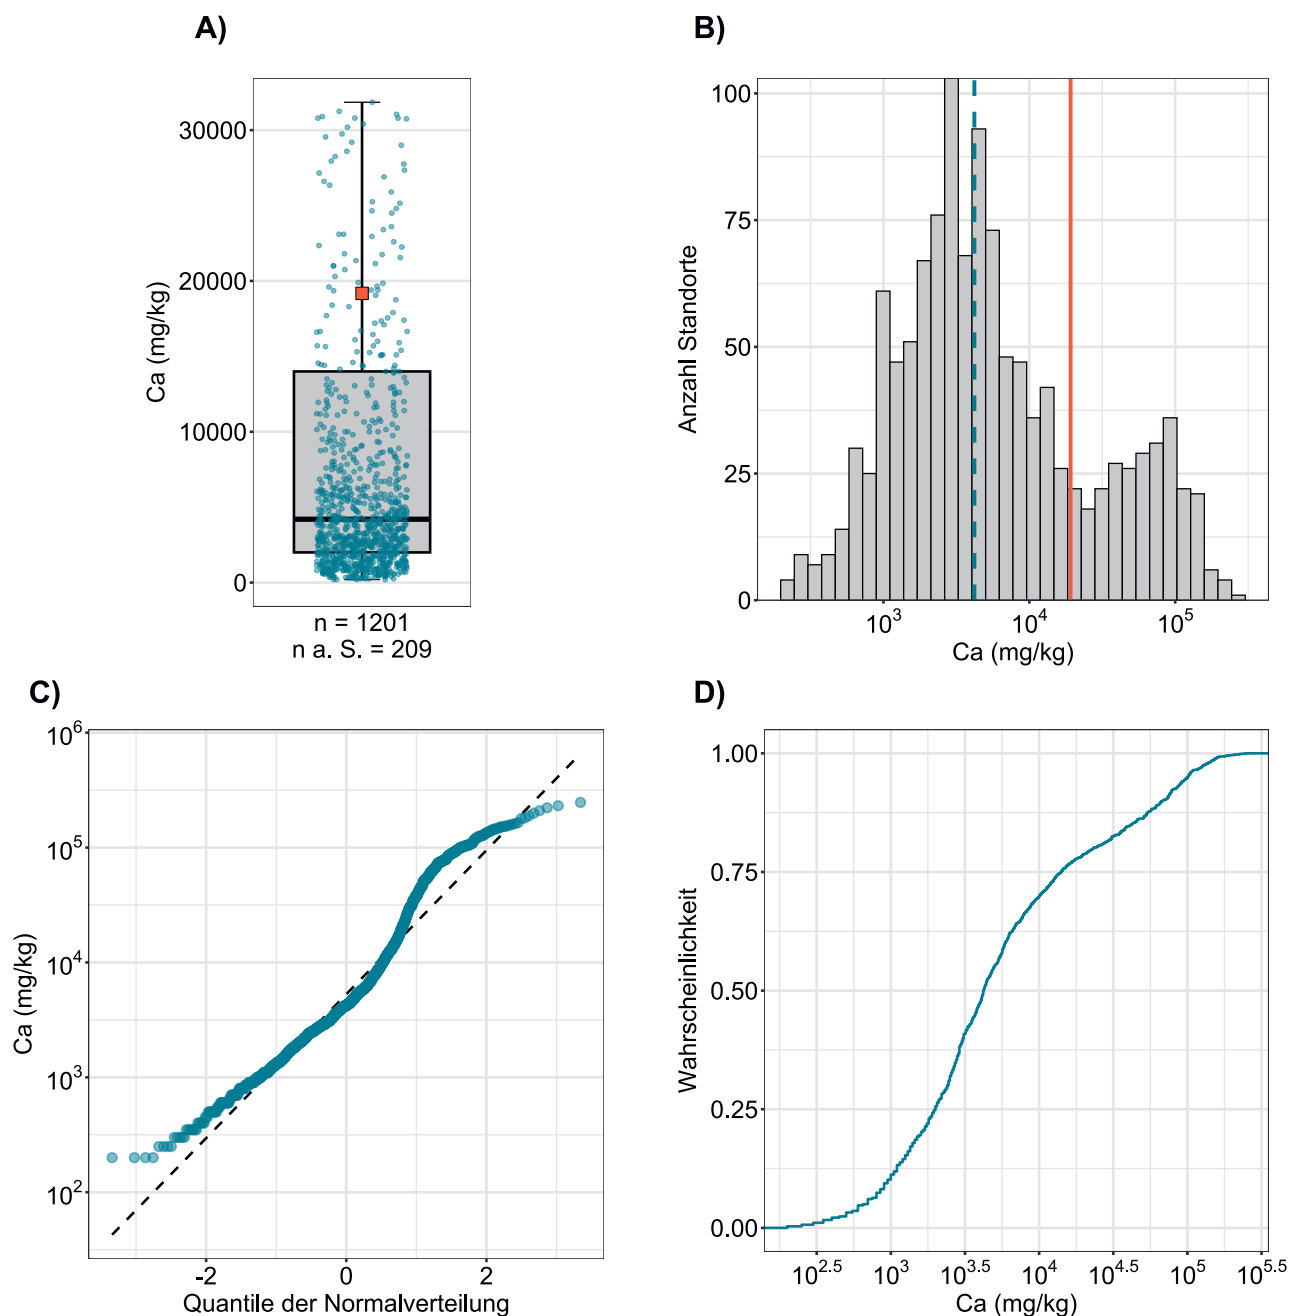 A)
Ca (mg/kg)
30000
20000
10000
0
n = 1201
n a. S. = 209
B)
Anzahl Standorte
100
75
50
25
0
10^3 10^4 10^5
Ca (mg/kg)
C)
Ca (mg/kg)
10^6
10^5
10^4
10^3
10^2
-2 0 2
Quantile der Normalverteilung
D)
Wahrscheinlichkeit
1.00
0.75
0.50
0.25
0.00
10^2.5 10^3 10^3.5 10^4 10^4.5 10^5 10^5.5
Ca (mg/kg)